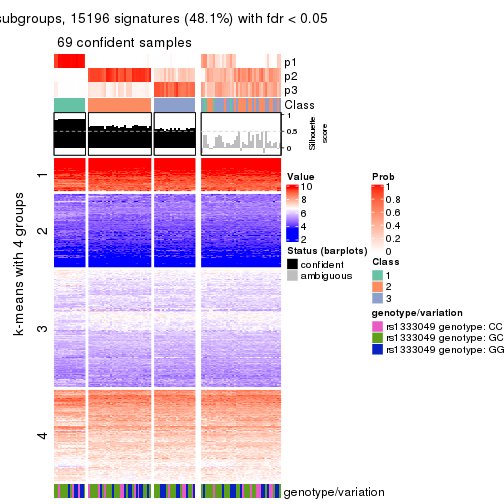 subgroups, 15196 signatures (48.1%) with fdr < 0.05
69 confident samples
p1
p2
p3
Class
1
0.5
0
Silhouette
score
k-means with 4 groups
1
2
3
4
Value
10
8
6
4
2
Status (barplots)
confident
ambiguous
Prob
1
0.8
0.6
0.4
0.2
0
Class
1
2
3
genotype/variation
rs1333049 genotype: CC
rs1333049 genotype: GC
rs1333049 genotype: GG
genotype/variation